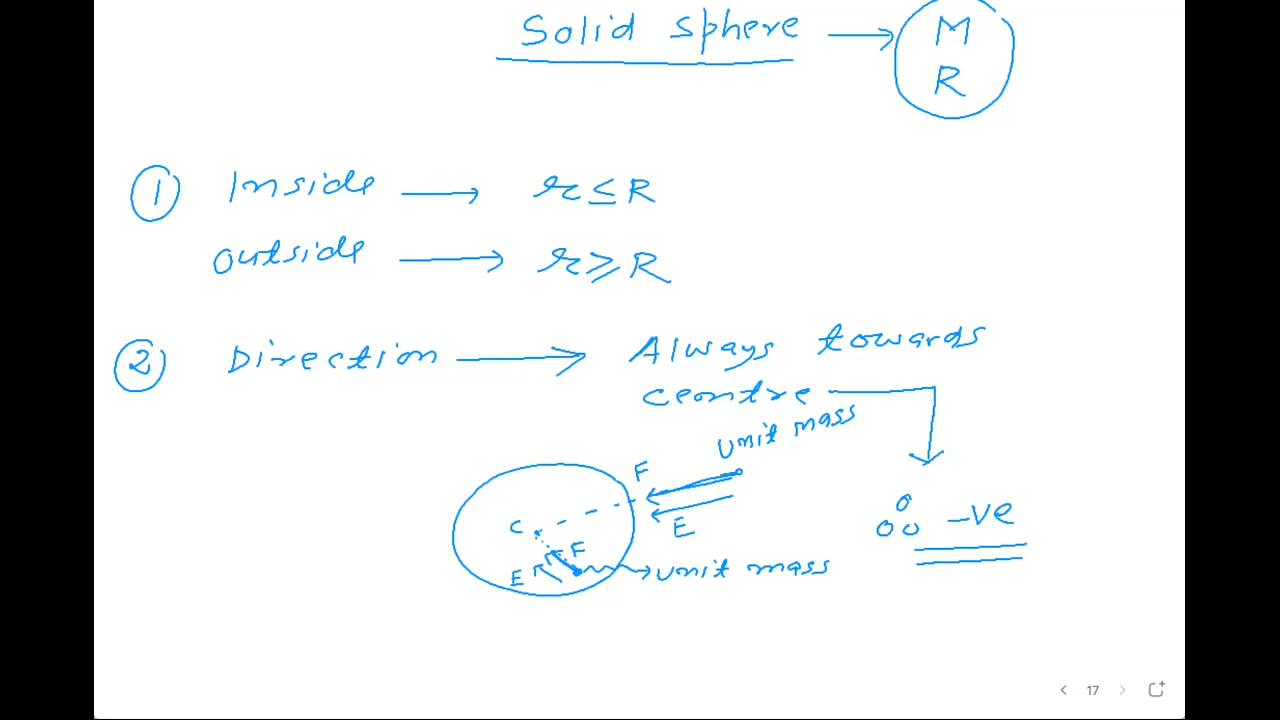 Solid sphere → M
R
① Inside → r ≤ R
outside → r ≥ R
② Direction → Always towards
centre
unit mass
F
E
C
F
E
unit mass
∴ -ve
17